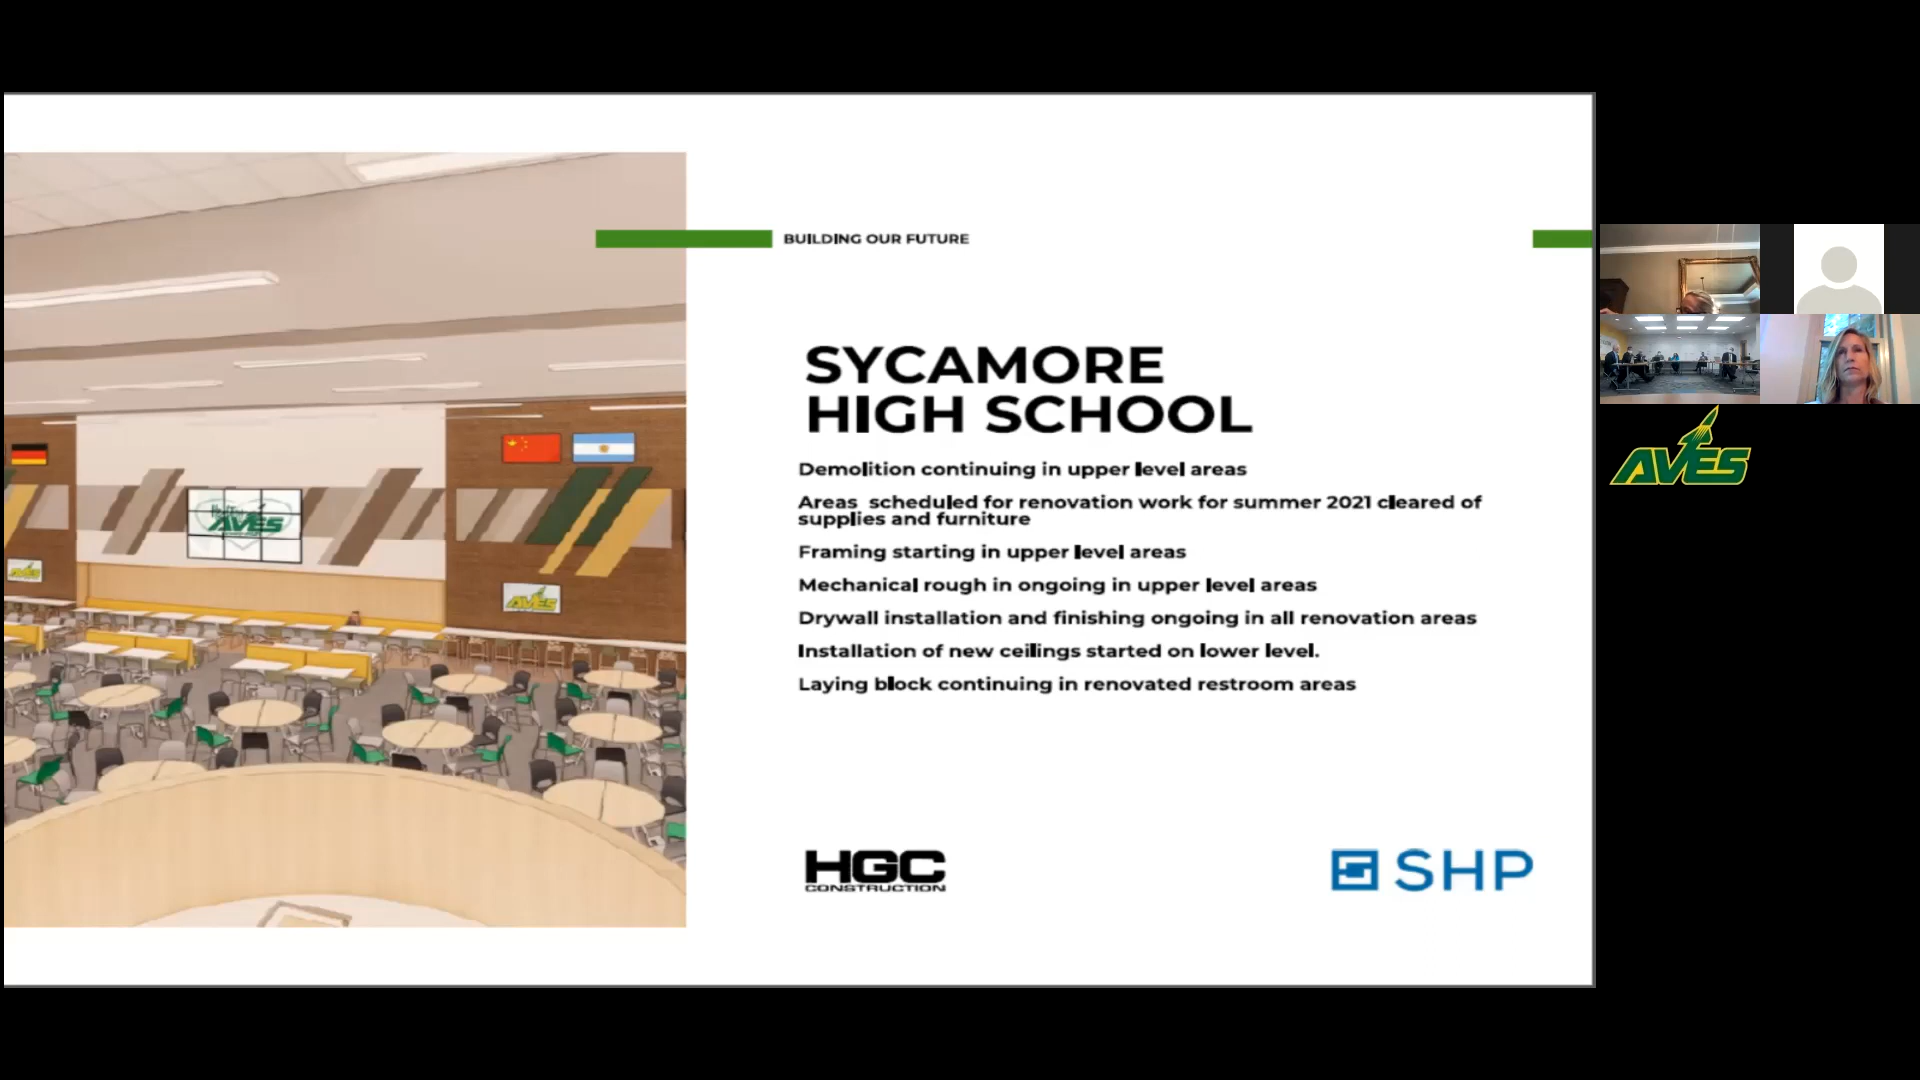 BUILDING OUR FUTURE
SYCAMORE
HIGH SCHOOL
Demolition continuing in upper level areas
Areas scheduled for renovation work for summer 2021 cleared of
supplies and furniture
Framing starting in upper level areas
Mechanical rough in ongoing in upper level areas
Drywall installation and finishing ongoing in all renovation areas
Installation of new ceilings started on lower level.
Laying block continuing in renovated restroom areas
HGC
CONSTRUCTION
SHP
AVES
AVES
AVES
AVES